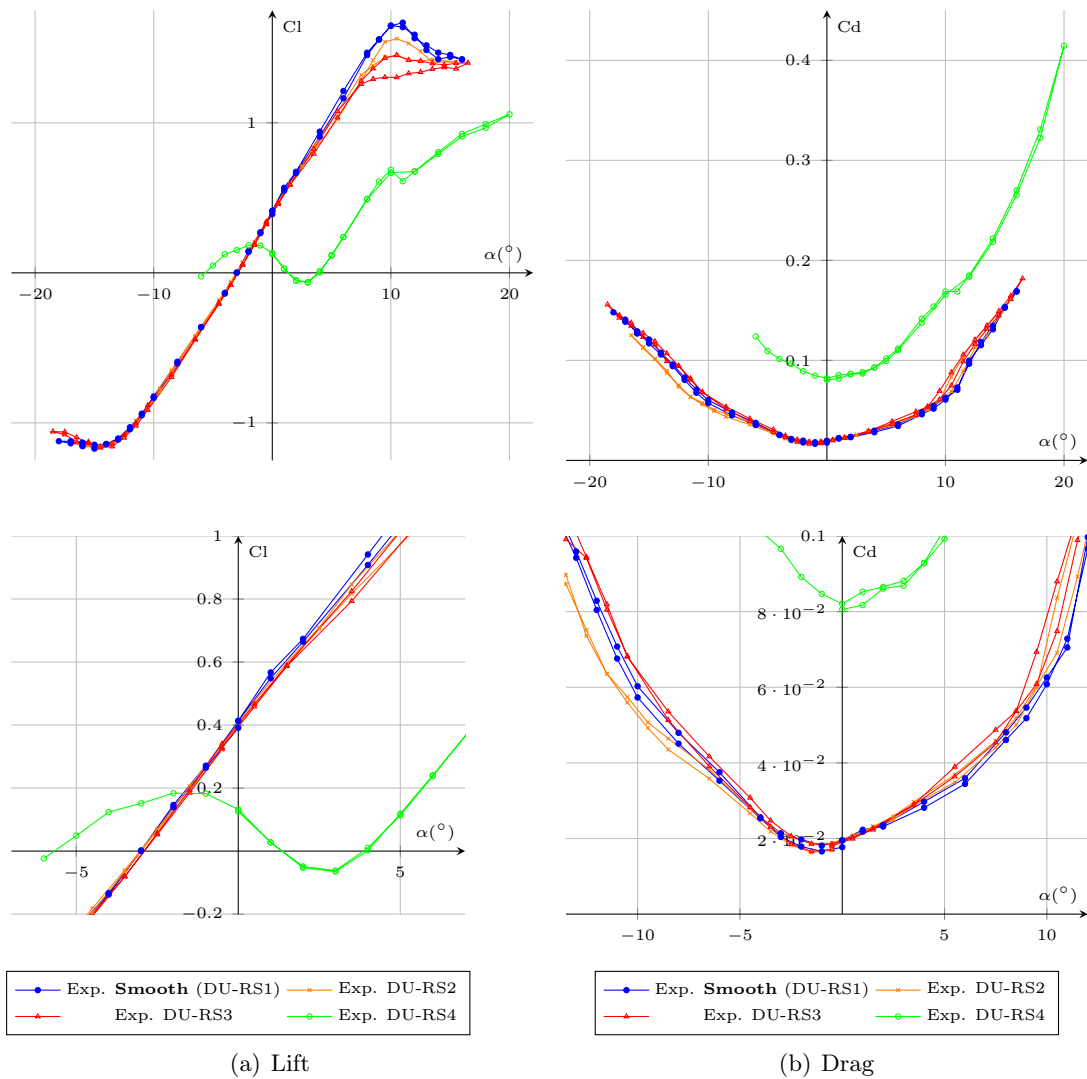 Cl
1
α(°)
−20
−10
10
20
−1
Cd
0.4
0.3
0.2
0.1
α(°)
−20
−10
10
20
1
Cl
0.8
0.6
0.4
0.2
α(°)
−5
5
−0.2
0.1
Cd
8 · 10⁻²
6 · 10⁻²
4 · 10⁻²
2 · 10⁻²
α(°)
−10
−5
5
10
Exp. Smooth (DU-RS1) Exp. DU-RS2
Exp. DU-RS3 Exp. DU-RS4
Exp. Smooth (DU-RS1) Exp. DU-RS2
Exp. DU-RS3 Exp. DU-RS4
(a) Lift
(b) Drag